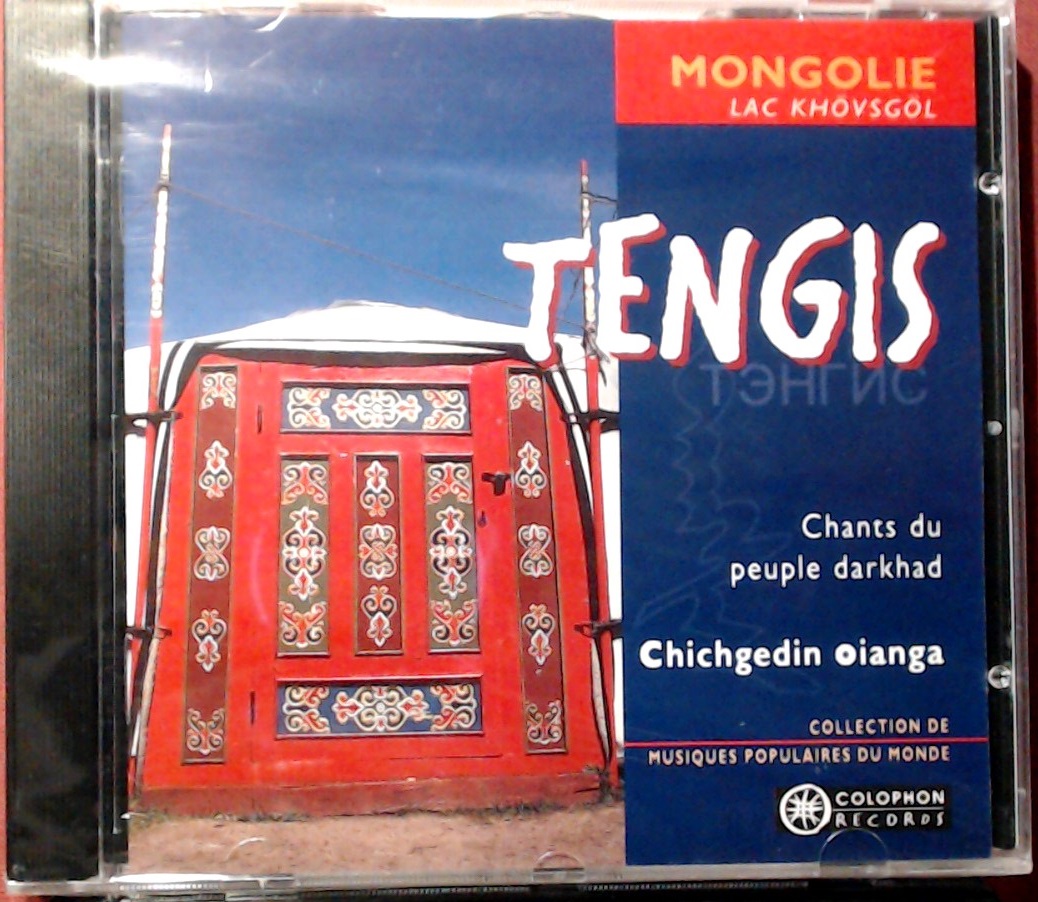 MONGOLIE
LAC KHÖVSGÖL
TENGIS
ТЭНГИС
Chants du
peuple darkhad
Chichgedin Oianga
COLLECTION DE
MUSIQUES POPULAIRES DU MONDE
COLOPHON
RECORDS